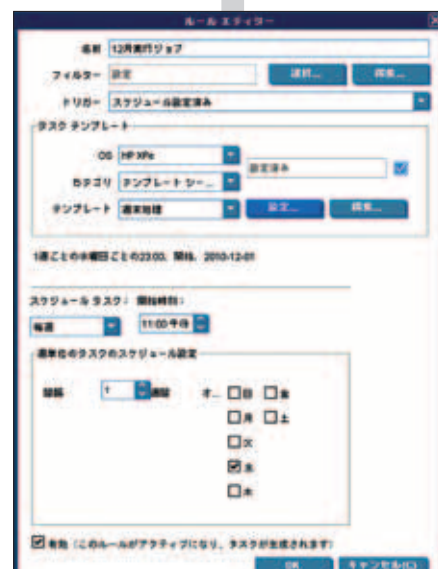 ルール エディター
名前 12月実行ジョブ
フィルター 設定 選択... 編集...
トリガー スケジュール設定済み
タスク テンプレート
OS HP XPe 設定済み
カテゴリ テンプレート シー...
テンプレート 週末処理 設定... 編集...
1週ごとの水曜日ごとの23:00, 開始, 2010-12-01
スケジュール タスク: 開始時刻:
毎週 11:00 午後
週単位のタスクのスケジュール設定
間隔 1 週間 オ... 日 金
月 土
火
水
木
有効 (このルールがアクティブになり、タスクが生成されます)
OK キャンセル(C)